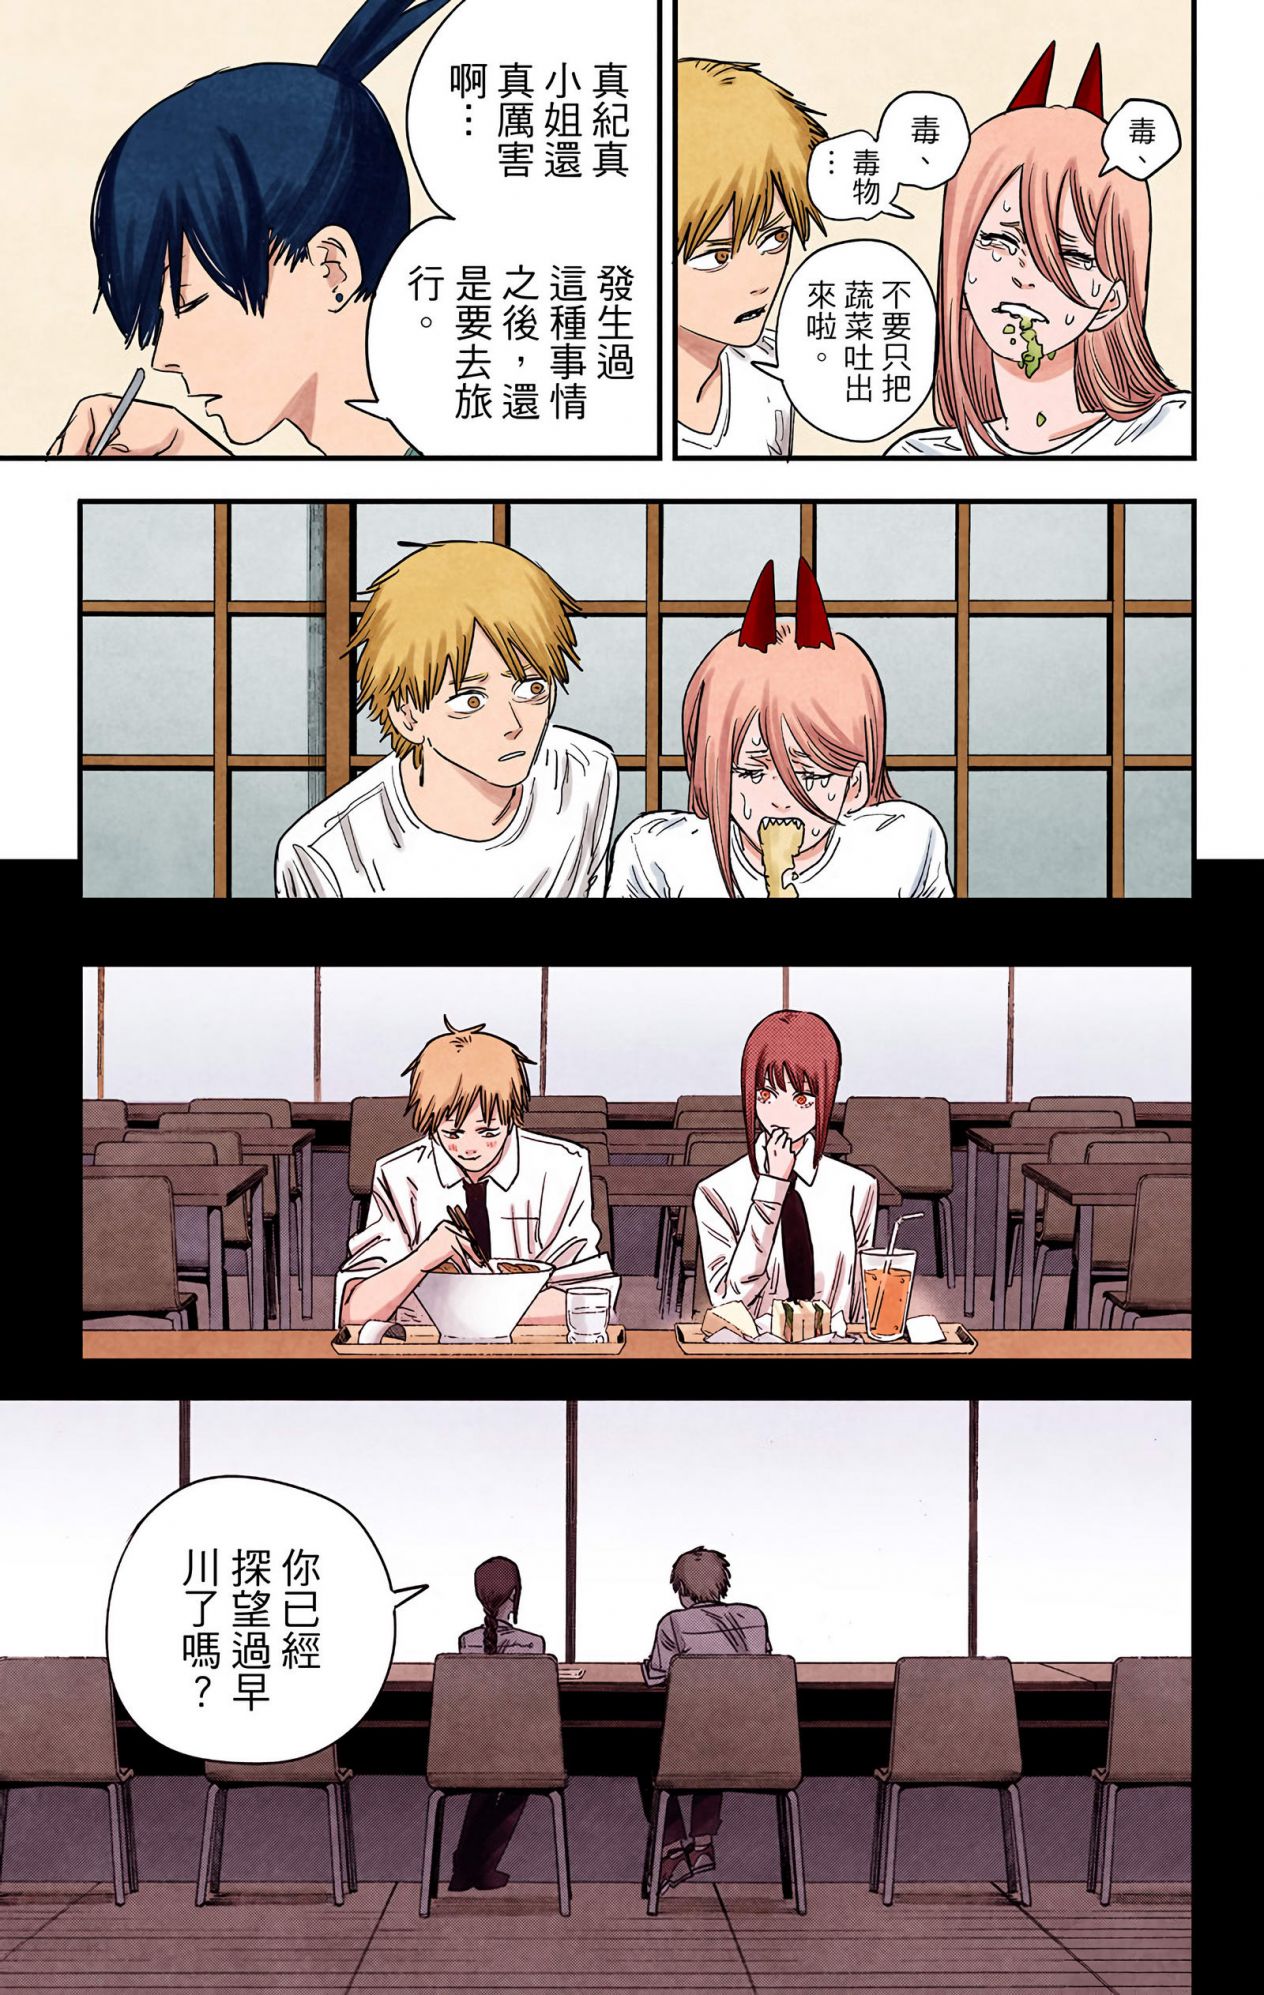 毒、
毒、
毒物
…
不要只把
蔬菜吐出
來啦。
真紀真
小姐還
真厲害
啊…
發生過
這種事情
之後，還
是要去旅
行。
你已經
探望過早
川了嗎？